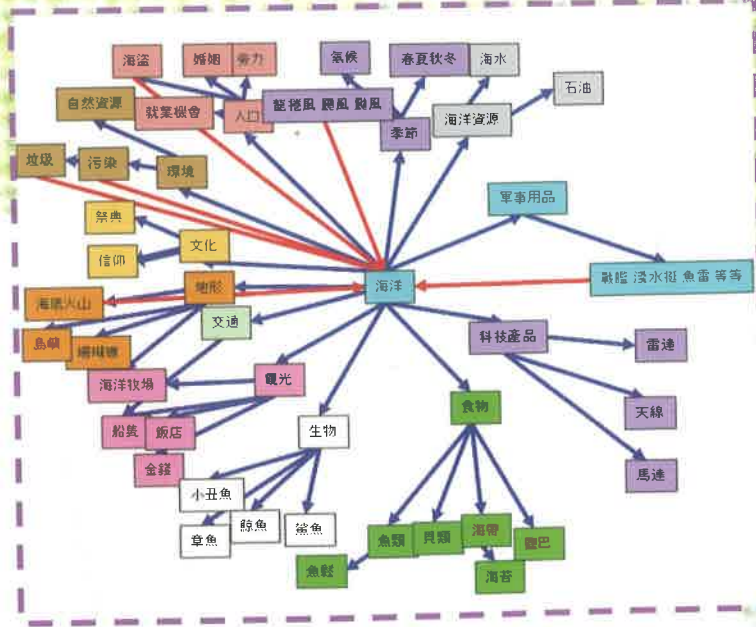 海盜
婚姻
勞力
氣候
春夏秋冬
海水
石油
自然資源
就業機會
人口
龍捲風 颶風 颱風
季節
海洋資源
垃圾
污染
環境
軍事用品
祭典
信仰
文化
海洋
戰艦 潛水艇 魚雷 等等
海底火山
地形
交通
島嶼
珊瑚礁
科技產品
雷達
海洋牧場
觀光
食物
天線
船隻
飯店
生物
金錢
馬達
小丑魚
章魚
鯨魚
鯊魚
魚類
貝類
海帶
鹽巴
魚鬆
海苔